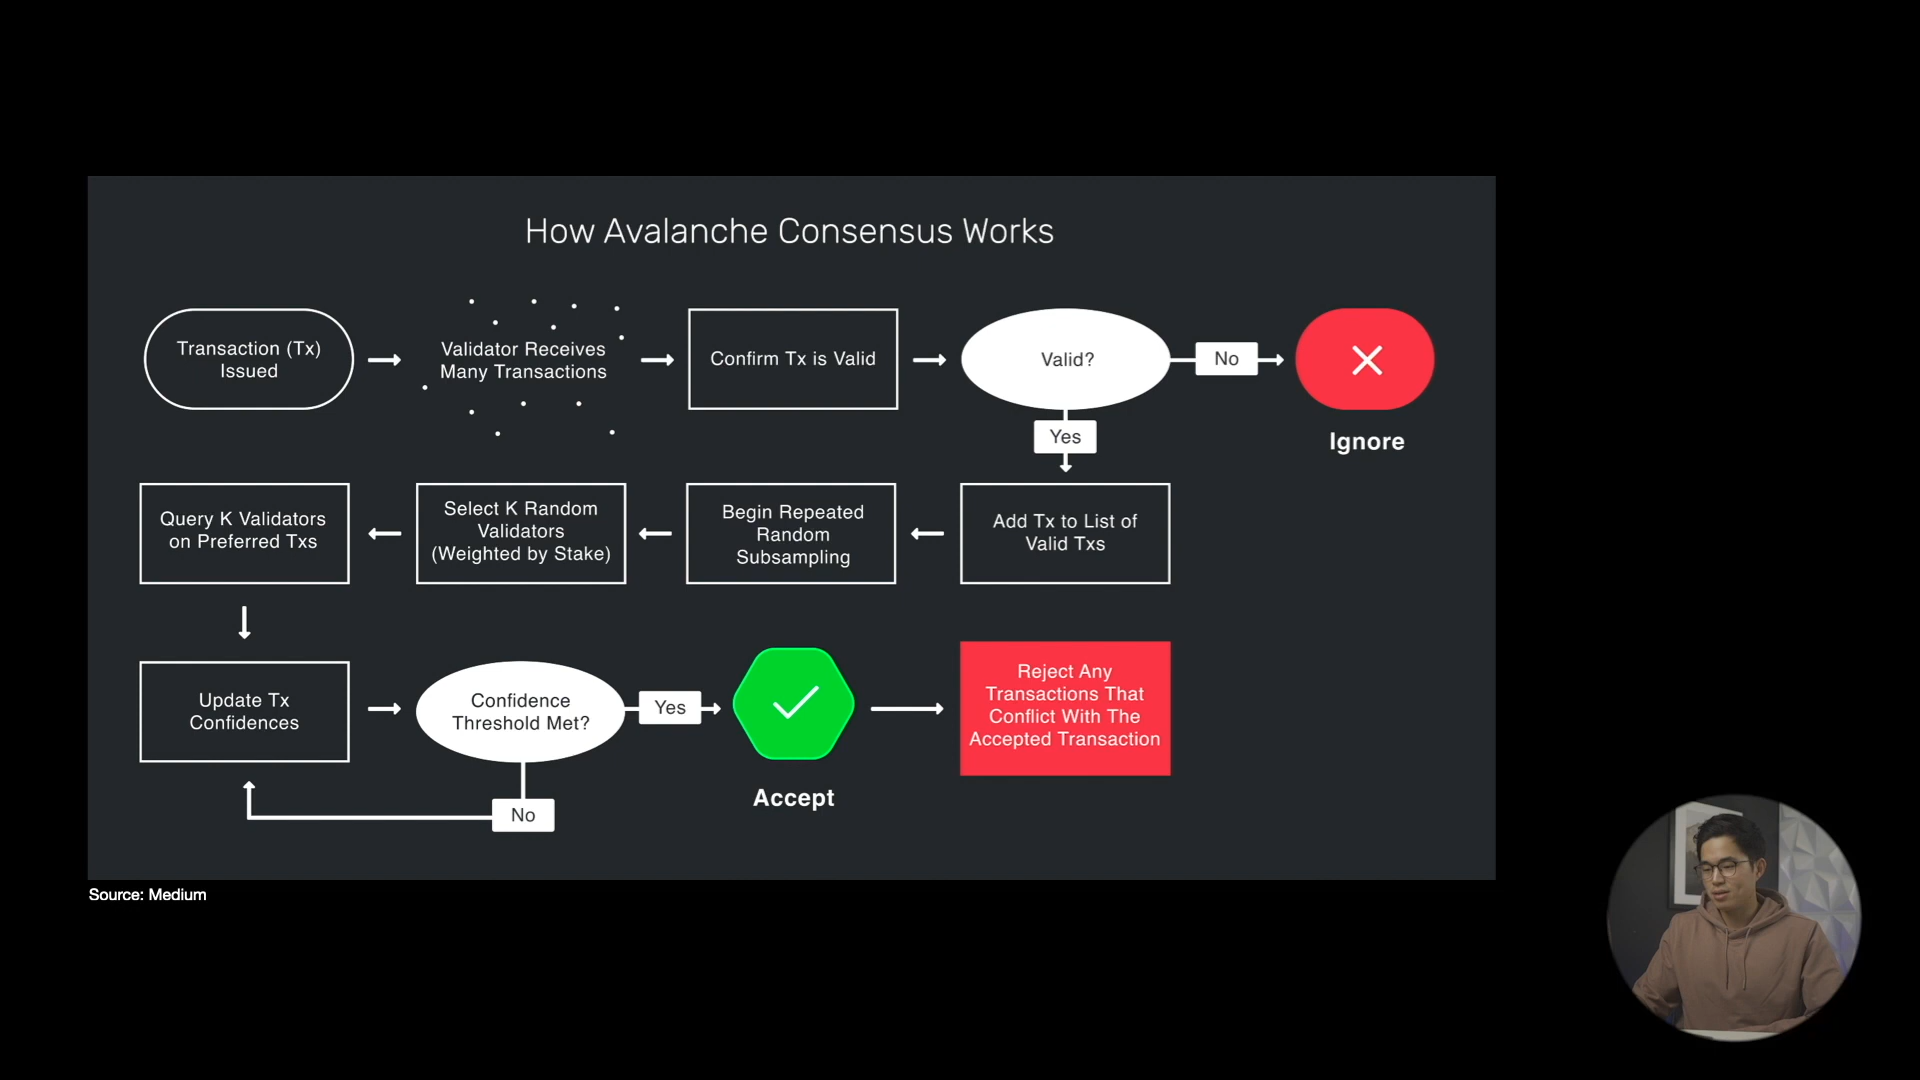 How Avalanche Consensus Works
Transaction (Tx)
Issued
Validator Receives
Many Transactions
Confirm Tx is Valid
Valid?
No
Ignore
Yes
Query K Validators
on Preferred Txs
Select K Random
Validators
(Weighted by Stake)
Begin Repeated
Random
Subsampling
Add Tx to List of
Valid Txs
Update Tx
Confidences
Confidence
Threshold Met?
Yes
Accept
Reject Any
Transactions That
Conflict With The
Accepted Transaction
No
Source: Medium